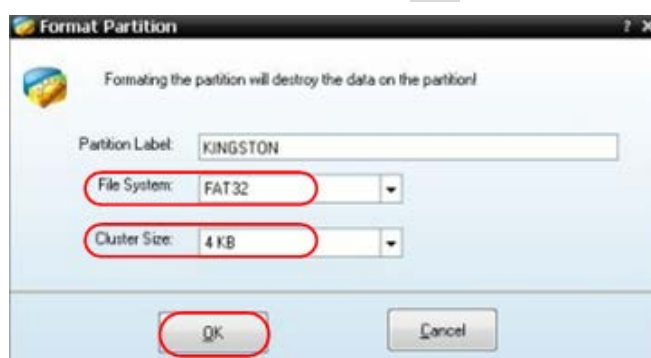 Format Partition ? X
Formating the partition will destroy the data on the partition!
Partition Label: KINGSTON
File System: FAT32
Cluster Size: 4 KB
OK Cancel